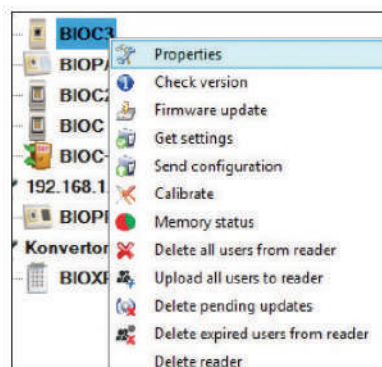 BIOC3
BIOPA
BIOC2
BIOC
BIOC-
192.168.1.
BIOPI
Konvertor
BIOXI
Properties
Check version
Firmware update
Get settings
Send configuration
Calibrate
Memory status
Delete all users from reader
Upload all users to reader
Delete pending updates
Delete expired users from reader
Delete reader